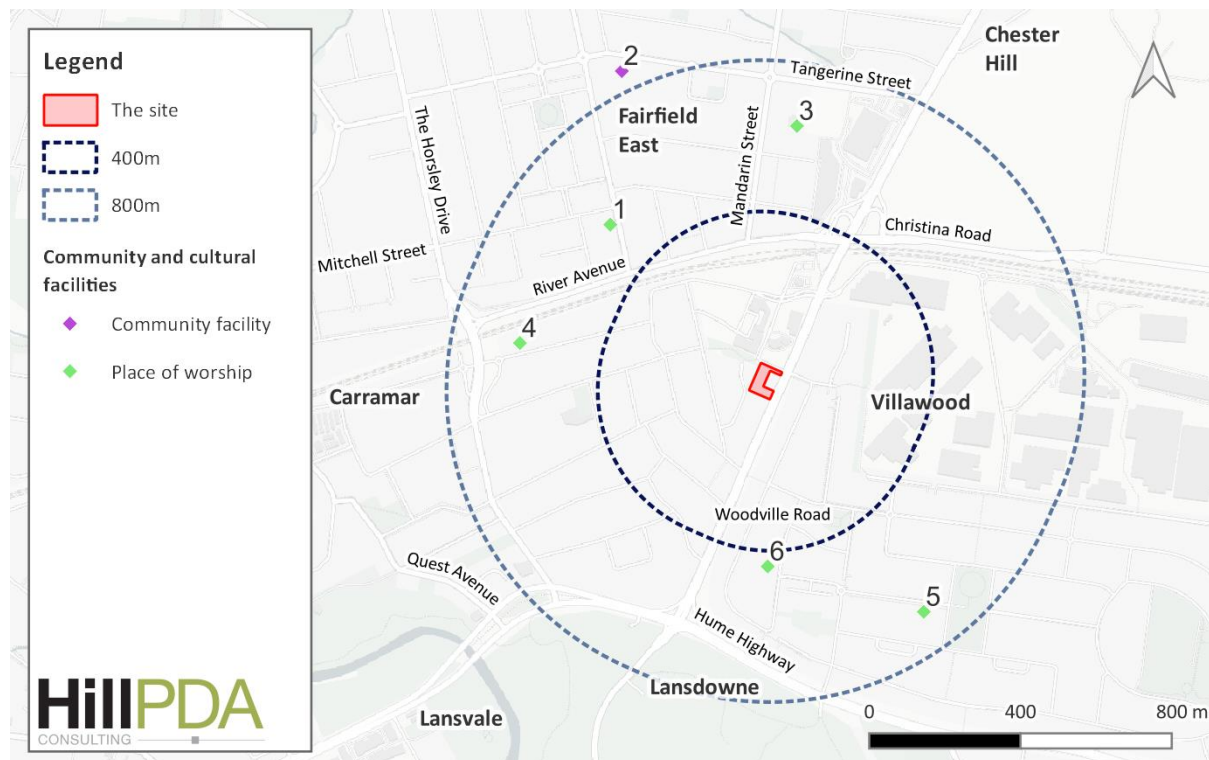 Legend
The site
400m
800m
Community and cultural
facilities
Community facility
Place of worship
HillPDA
CONSULTING
Chester
Hill
2
Tangerine Street
The Horsley Drive
Fairfield
East
3
Mandarin Street
1
Christina Road
Mitchell Street
River Avenue
4
Carramar
Villawood
Woodville Road
6
Quest Avenue
5
Hume Highway
Lansdowne
Lansvale
0 400 800 m